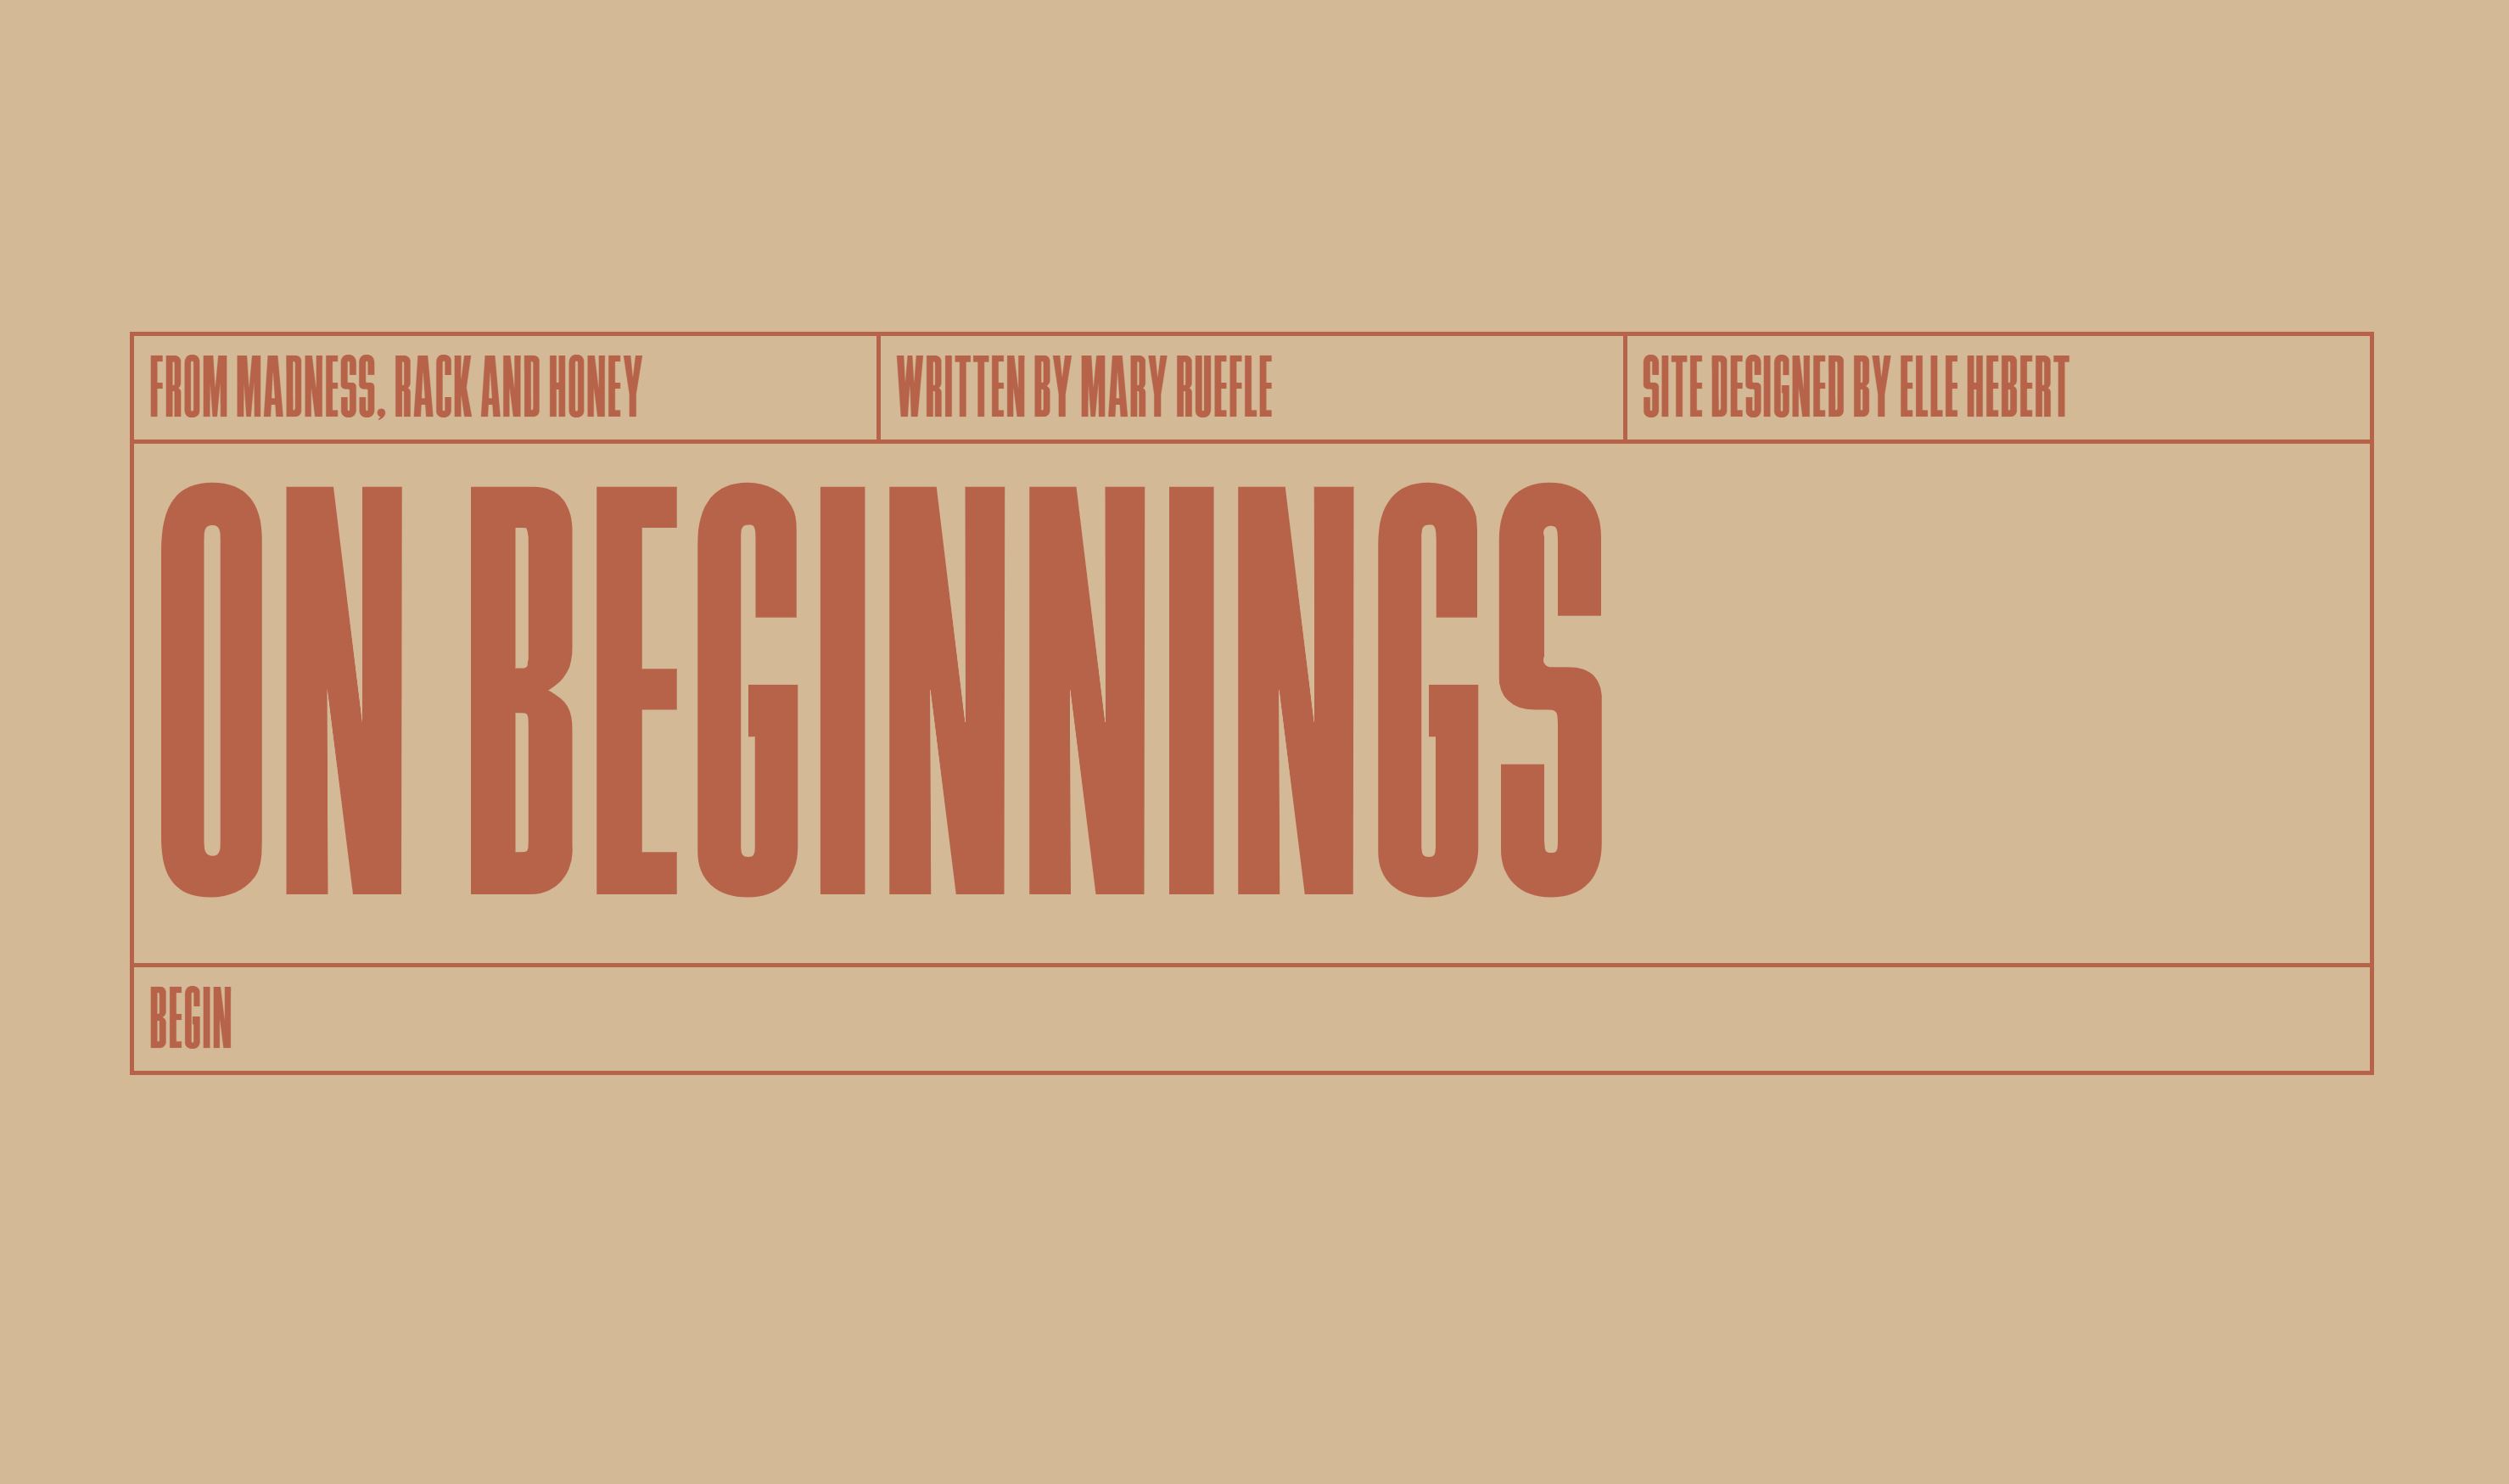 FROM MADNESS, RACK AND HONEY
WRITTEN BY MARY RUEFLE
SITE DESIGNED BY ELLE HEBERT
ON BEGINNINGS
BEGIN